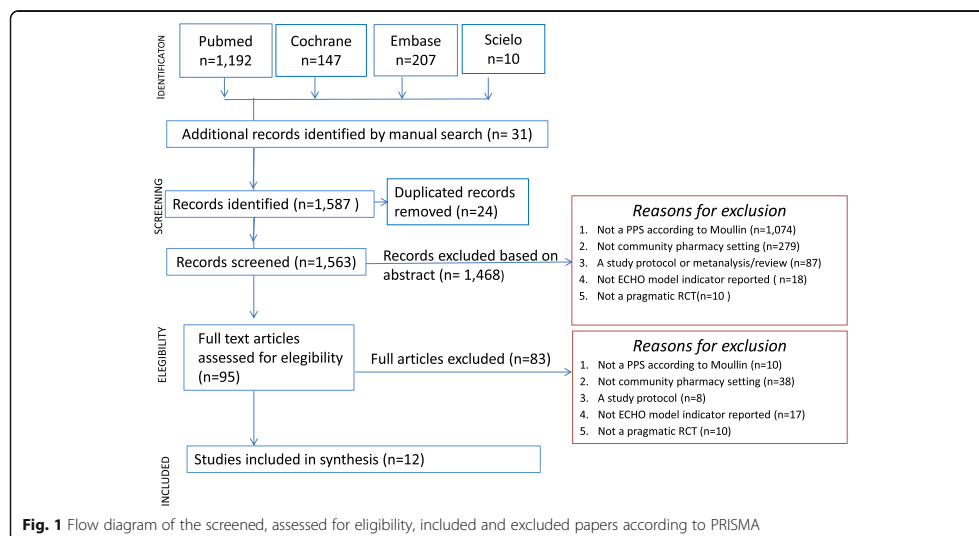 IDENTIFICATON
Pubmed
n=1,192
Cochrane
n=147
Embase
n=207
Scielo
n=10
Additional records identified by manual search (n= 31)
SCREENING
Records identified (n=1,587 )
Duplicated records
removed (n=24)
Records screened (n=1,563)
Records excluded based on
abstract (n= 1,468)
Reasons for exclusion
1. Not a PPS according to Moullin (n=1,074)
2. Not community pharmacy setting (n=279)
3. A study protocol or metanalysis/review (n=87)
4. Not ECHO model indicator reported ( n=18)
5. Not a pragmatic RCT(n=10 )
ELEGIBILITY
Full text articles
assessed for elegibility
(n=95)
Full articles excluded (n=83)
Reasons for exclusion
1. Not a PPS according to Moullin (n=10)
2. Not community pharmacy setting (n=38)
3. A study protocol (n=8)
4. Not ECHO model indicator reported (n=17)
5. Not a pragmatic RCT (n=10)
INCLUDED
Studies included in synthesis (n=12)
Fig. 1 Flow diagram of the screened, assessed for eligibility, included and excluded papers according to PRISMA